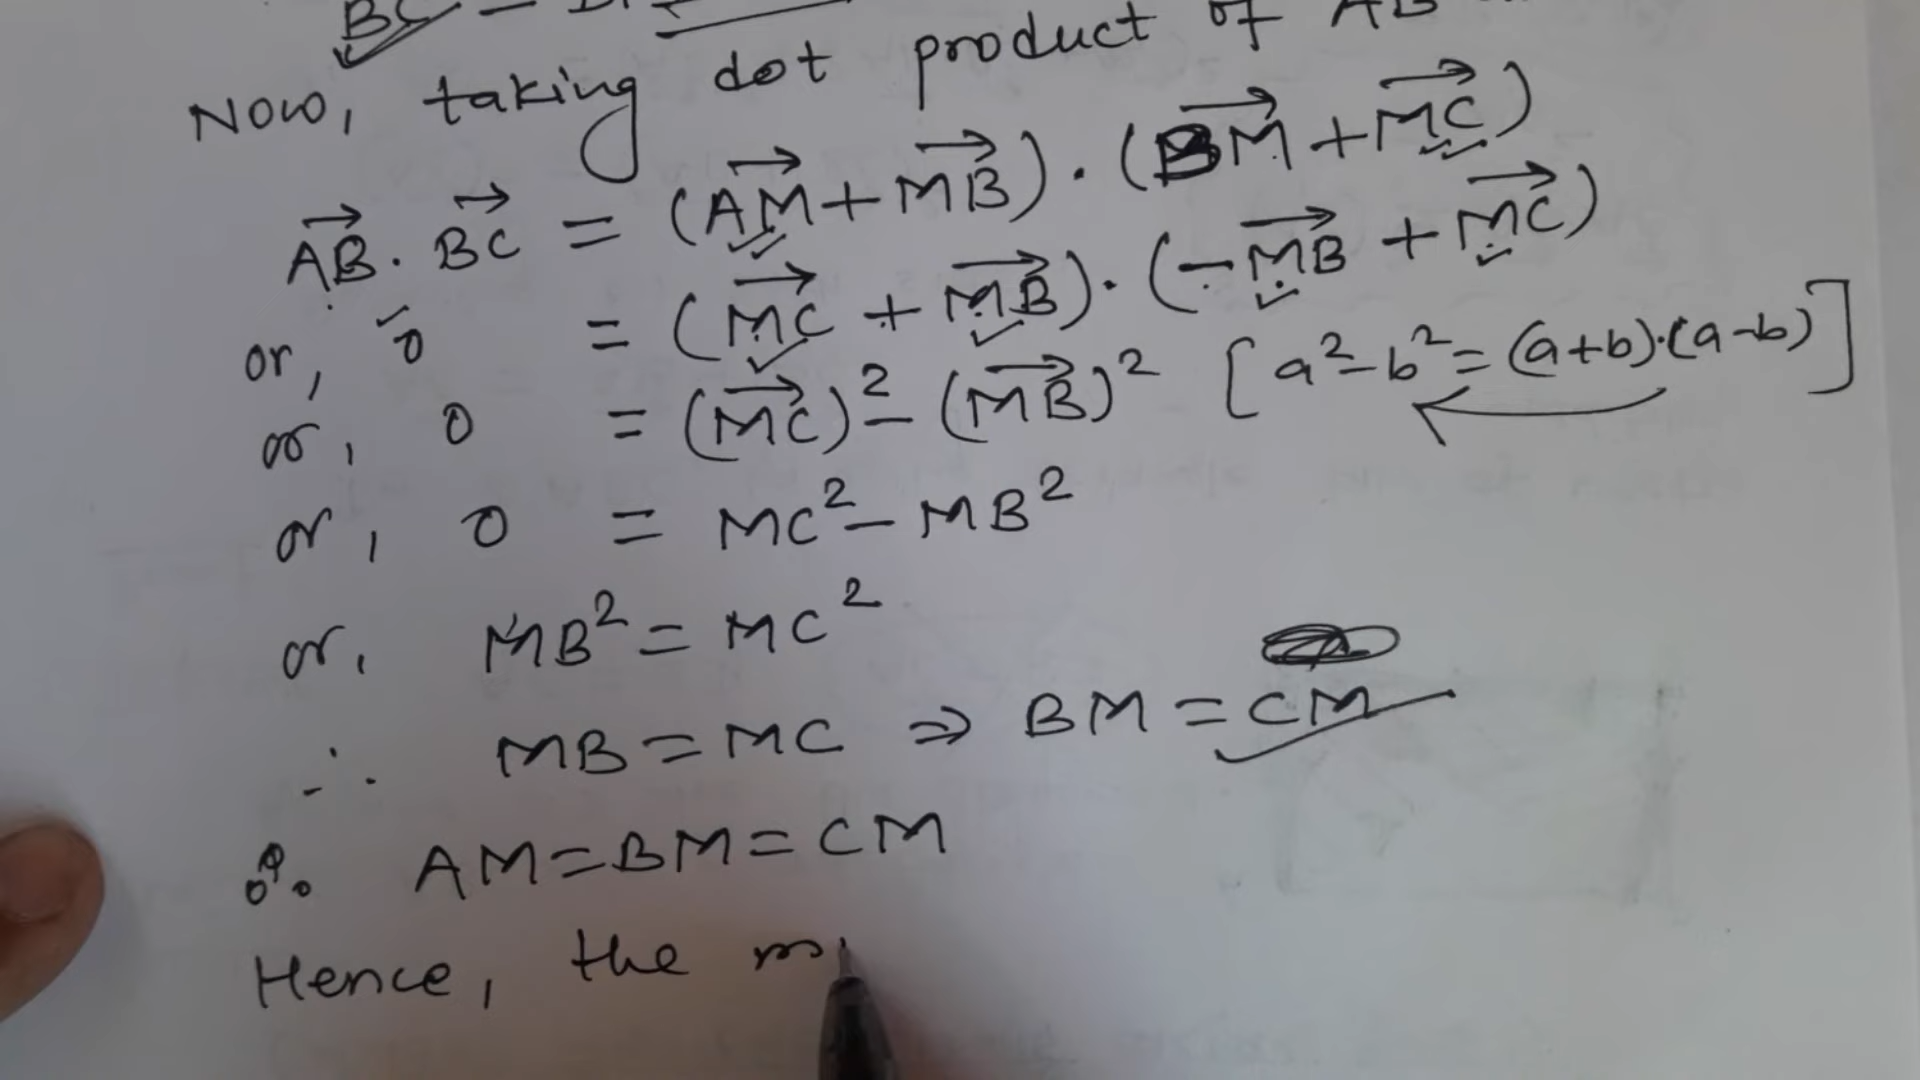 BC =
Now, taking dot product of AB
→AB . →BC = (→AM + →MB) . (→BM + →MC)
or, 0 = (→MC + →MB) . (- →MB + →MC)
or, 0 = (→MC)² - (→MB)² [a² - b² = (a+b).(a-b)]
or, 0 = MC² - MB²
or, MB² = MC²
∴ MB = MC ⇒ BM = CM
∴ AM = BM = CM
Hence, the